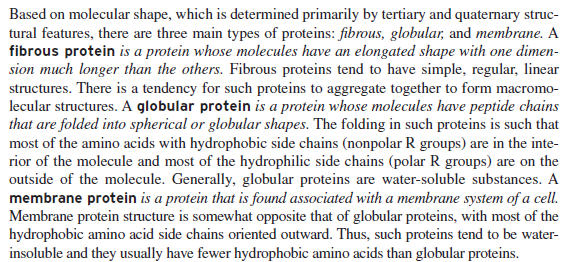 Based on molecular shape, which is determined primarily by tertiary and quaternary struc-
tural features, there are three main types of proteins: fibrous, globular, and membrane. A
fibrous protein is a protein whose molecules have an elongated shape with one dimen-
sion much longer than the others. Fibrous proteins tend to have simple, regular, linear
structures. There is a tendency for such proteins to aggregate together to form macromo-
lecular structures. A globular protein is a protein whose molecules have peptide chains
that are folded into spherical or globular shapes. The folding in such proteins is such that
most of the amino acids with hydrophobic side chains (nonpolar R groups) are in the inte-
rior of the molecule and most of the hydrophilic side chains (polar R groups) are on the
outside of the molecule. Generally, globular proteins are water-soluble substances. A
membrane protein is a protein that is found associated with a membrane system of a cell.
Membrane protein structure is somewhat opposite that of globular proteins, with most of the
hydrophobic amino acid side chains oriented outward. Thus, such proteins tend to be water-
insoluble and they usually have fewer hydrophobic amino acids than globular proteins.